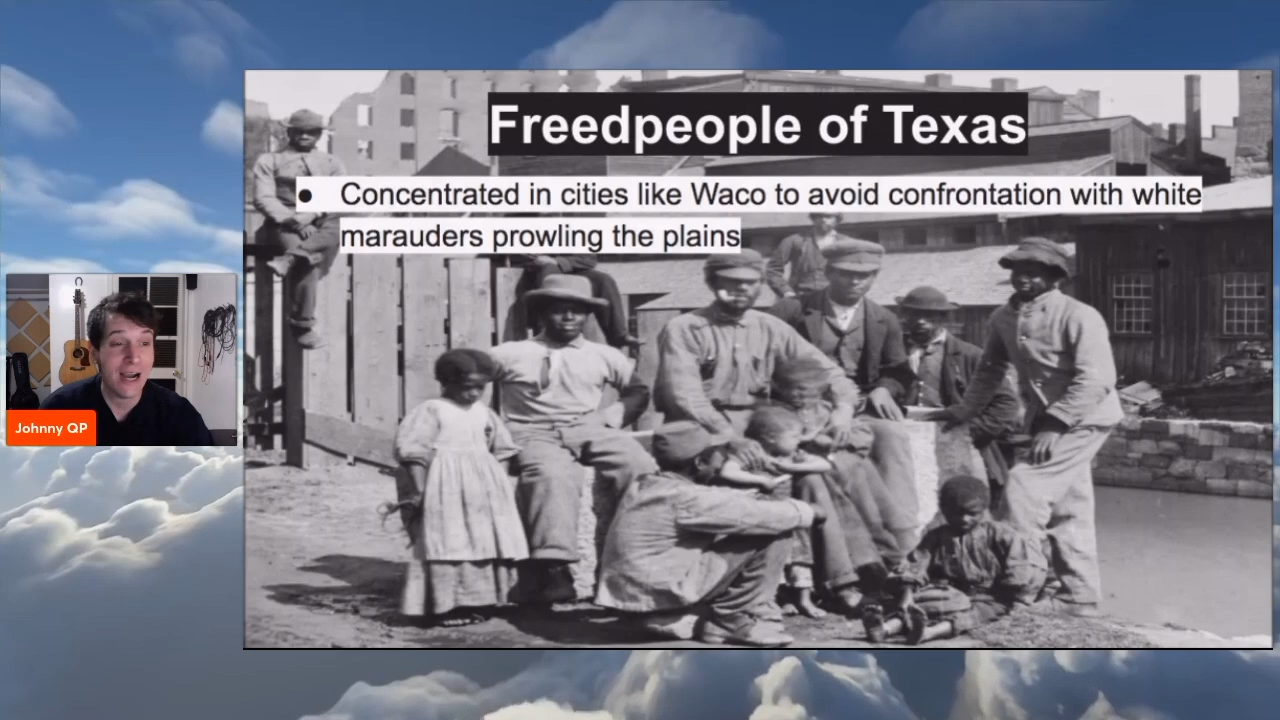 Freedpeople of Texas
● Concentrated in cities like Waco to avoid confrontation with white
marauders prowling the plains
Johnny QP